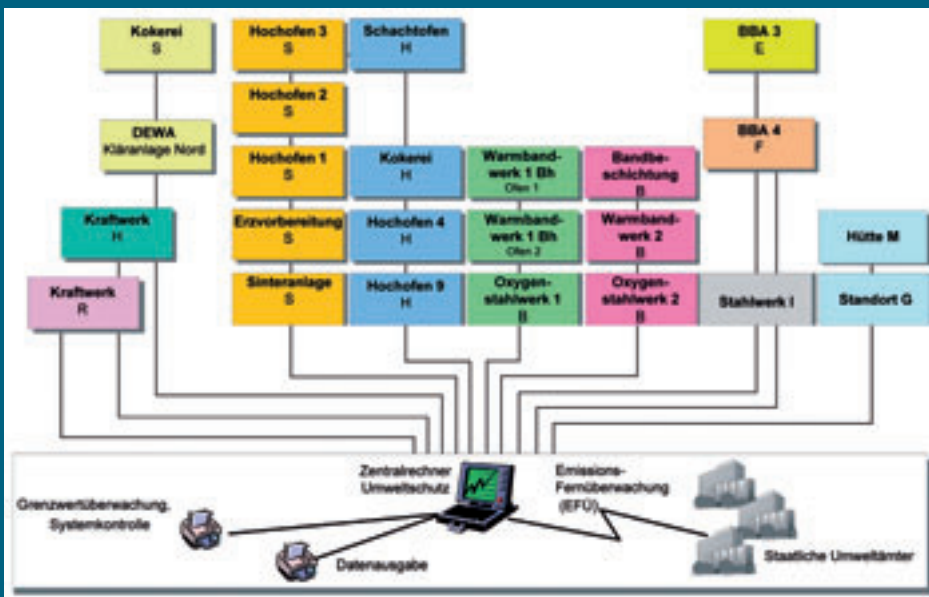 Kokerei
S
Hochofen 3
S
Schachtofen
H
BBA 3
E
Hochofen 2
S
DEWA
Kläranlage Nord
BBA 4
F
Hochofen 1
S
Kokerei
H
Warmband-
werk 1 Bh
Ofen 1
Bandbe-
schichtung
B
Kraftwerk
H
Erzvorbereitung
S
Hochofen 4
H
Warmband-
werk 1 Bh
Ofen 2
Warmband-
werk 2
B
Hütte M
Kraftwerk
R
Sinteranlage
S
Hochofen 9
H
Oxygen-
stahlwerk 1
B
Oxygen-
stahlwerk 2
B
Stahlwerk I
Standort G
Zentralrechner
Umweltschutz
Emissions-
Fernüberwachung
(EFÜ)
Grenzwertüberwachung,
Systemkontrolle
Datenausgabe
Staatliche Umweltämter